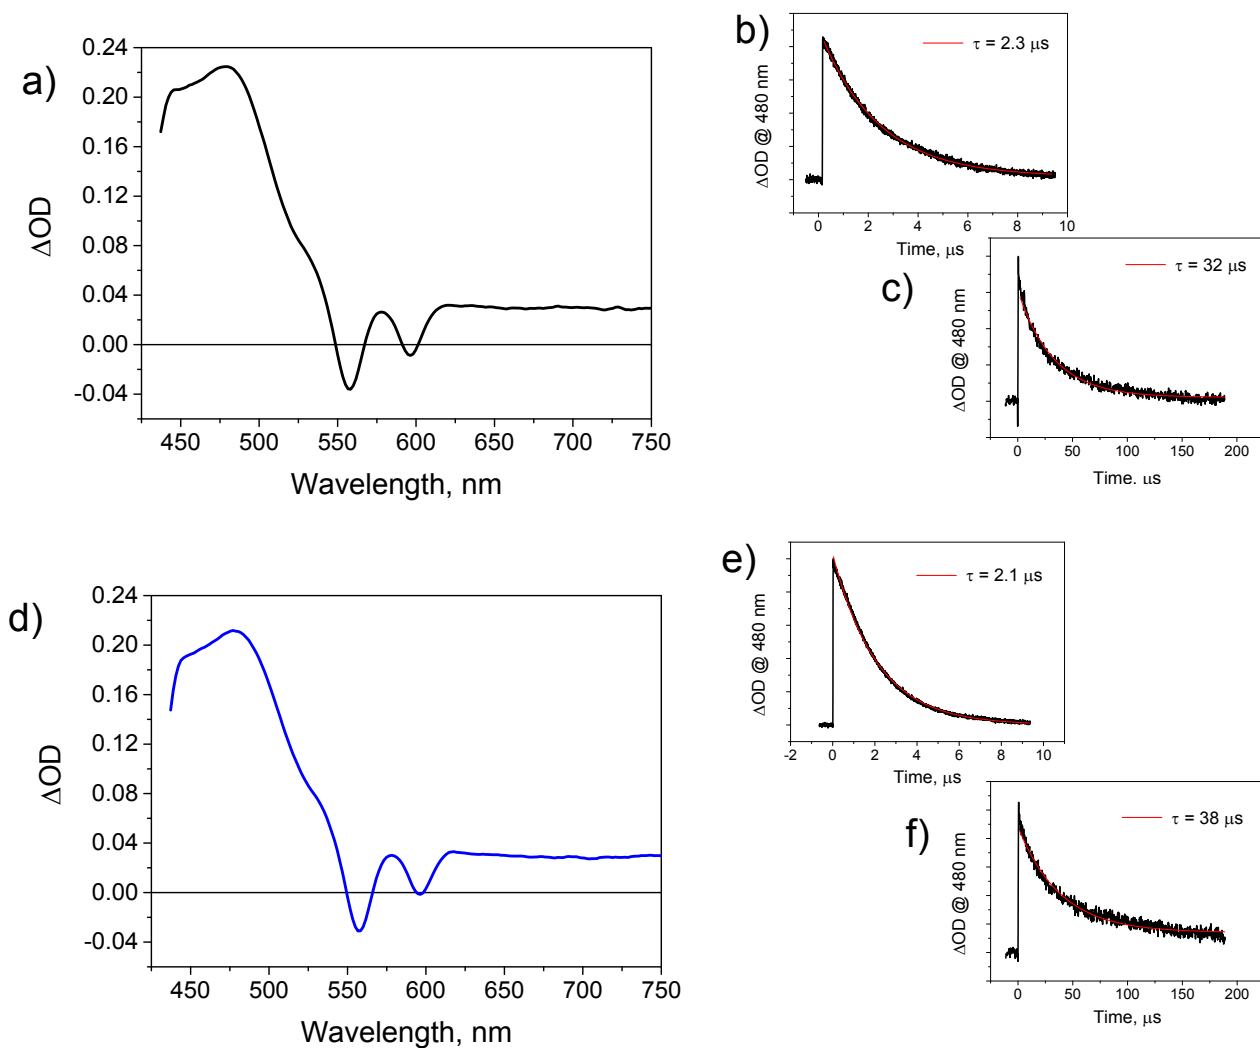 a)
0.24
0.20
0.16
0.12
0.08
0.04
0.00
-0.04
ΔOD
450 500 550 600 650 700 750
Wavelength, nm
b)
τ = 2.3 μs
ΔOD @ 480 nm
0 2 4 6 8 10
Time, μs
c)
τ = 32 μs
ΔOD @ 480 nm
0 50 100 150 200
Time. μs
d)
0.24
0.20
0.16
0.12
0.08
0.04
0.00
-0.04
ΔOD
450 500 550 600 650 700 750
Wavelength, nm
e)
τ = 2.1 μs
ΔOD @ 480 nm
-2 0 2 4 6 8 10
Time, μs
f)
τ = 38 μs
ΔOD @ 480 nm
0 50 100 150 200
Time, μs